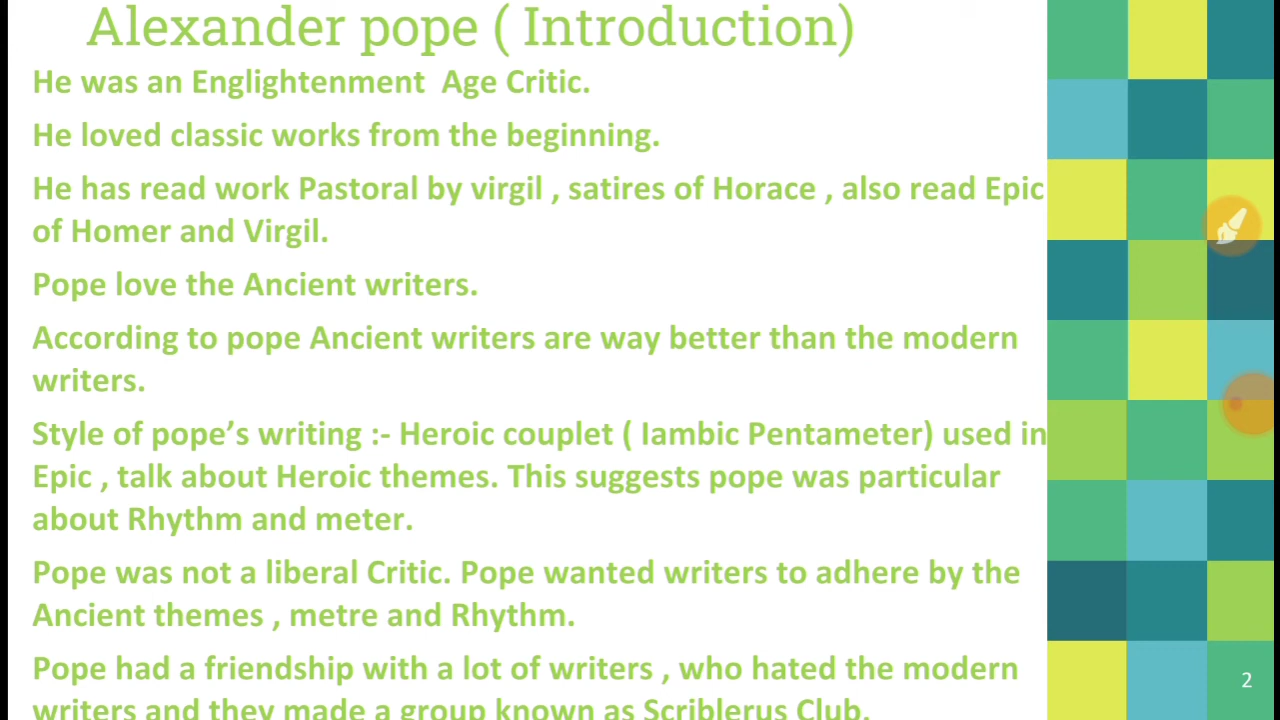 Alexander pope ( Introduction)
He was an Englightenment  Age Critic.
He loved classic works from the beginning.
He has read work Pastoral by virgil , satires of Horace , also read Epic
of Homer and Virgil.
Pope love the Ancient writers.
According to pope Ancient writers are way better than the modern
writers.
Style of pope’s writing :- Heroic couplet ( Iambic Pentameter) used in
Epic , talk about Heroic themes. This suggests pope was particular
about Rhythm and meter.
Pope was not a liberal Critic. Pope wanted writers to adhere by the
Ancient themes , metre and Rhythm.
Pope had a friendship with a lot of writers , who hated the modern
writers and they made a group known as Scriblerus Club.
2